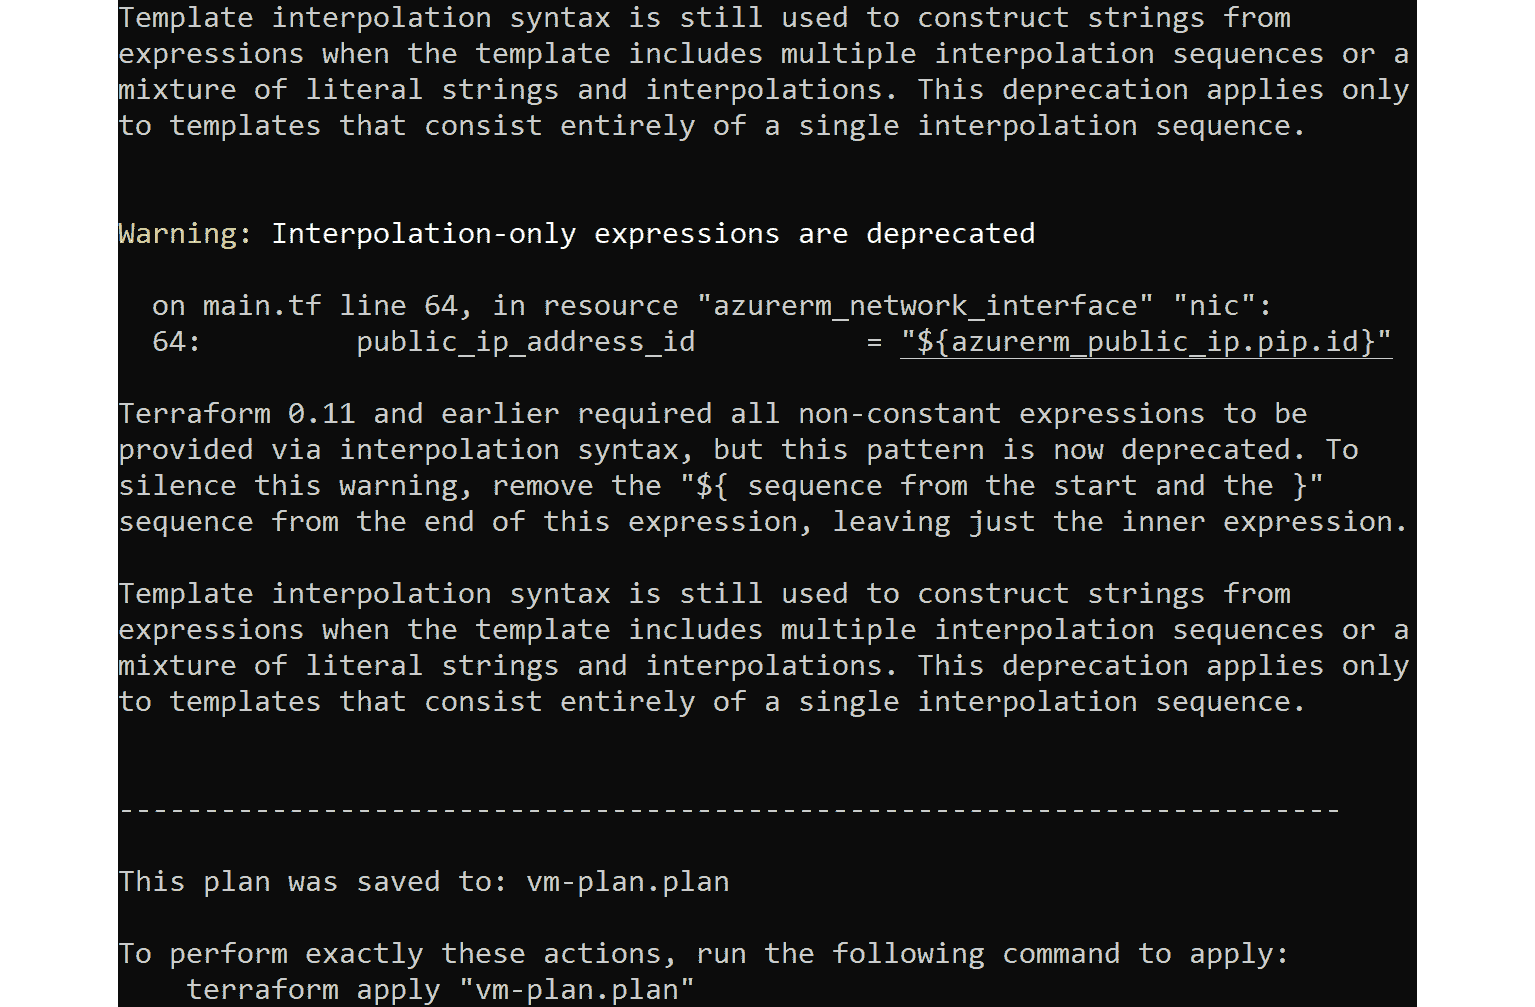 Template interpolation syntax is still used to construct strings from
expressions when the template includes multiple interpolation sequences or a
mixture of literal strings and interpolations. This deprecation applies only
to templates that consist entirely of a single interpolation sequence.
Warning: Interpolation-only expressions are deprecated
on main.tf line 64, in resource "azurerm_network_interface" "nic":
64: public_ip_address_id = "${azurerm_public_ip.pip.id}"
Terraform 0.11 and earlier required all non-constant expressions to be
provided via interpolation syntax, but this pattern is now deprecated. To
silence this warning, remove the "${ sequence from the start and the }"
sequence from the end of this expression, leaving just the inner expression.
Template interpolation syntax is still used to construct strings from
expressions when the template includes multiple interpolation sequences or a
mixture of literal strings and interpolations. This deprecation applies only
to templates that consist entirely of a single interpolation sequence.
------------------------------------------------------------------------
This plan was saved to: vm-plan.plan
To perform exactly these actions, run the following command to apply:
terraform apply "vm-plan.plan"